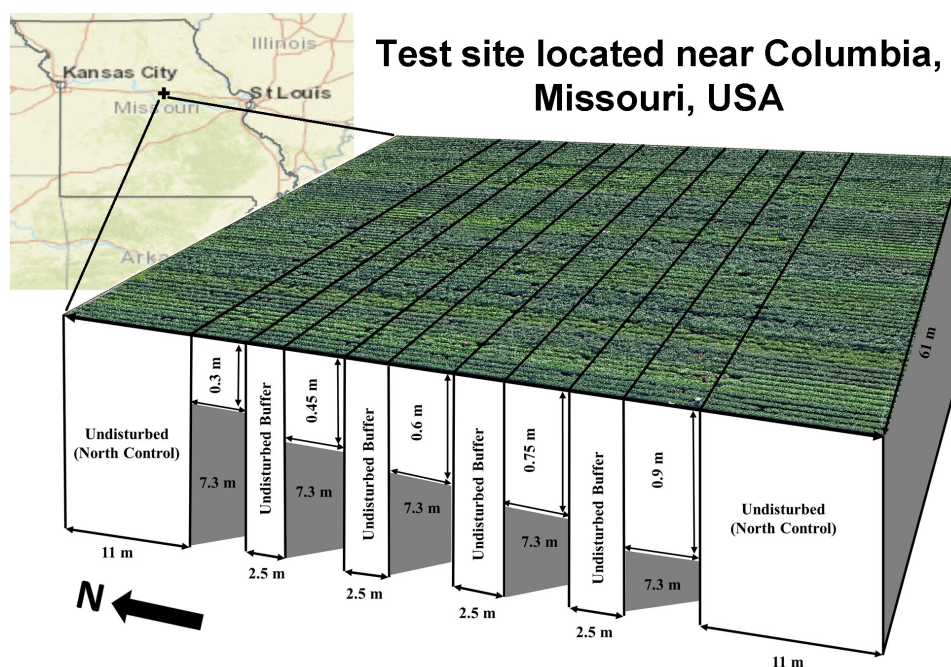 Test site located near Columbia,
Missouri, USA
Illinois
Kansas City
Missouri
St Louis
Arka
61 m
0.3 m
0.45 m
0.6 m
0.75 m
0.9 m
Undisturbed
(North Control)
7.3 m
Undisturbed Buffer
7.3 m
Undisturbed Buffer
7.3 m
Undisturbed Buffer
7.3 m
Undisturbed Buffer
7.3 m
Undisturbed
(North Control)
11 m
2.5 m
2.5 m
2.5 m
2.5 m
11 m
N